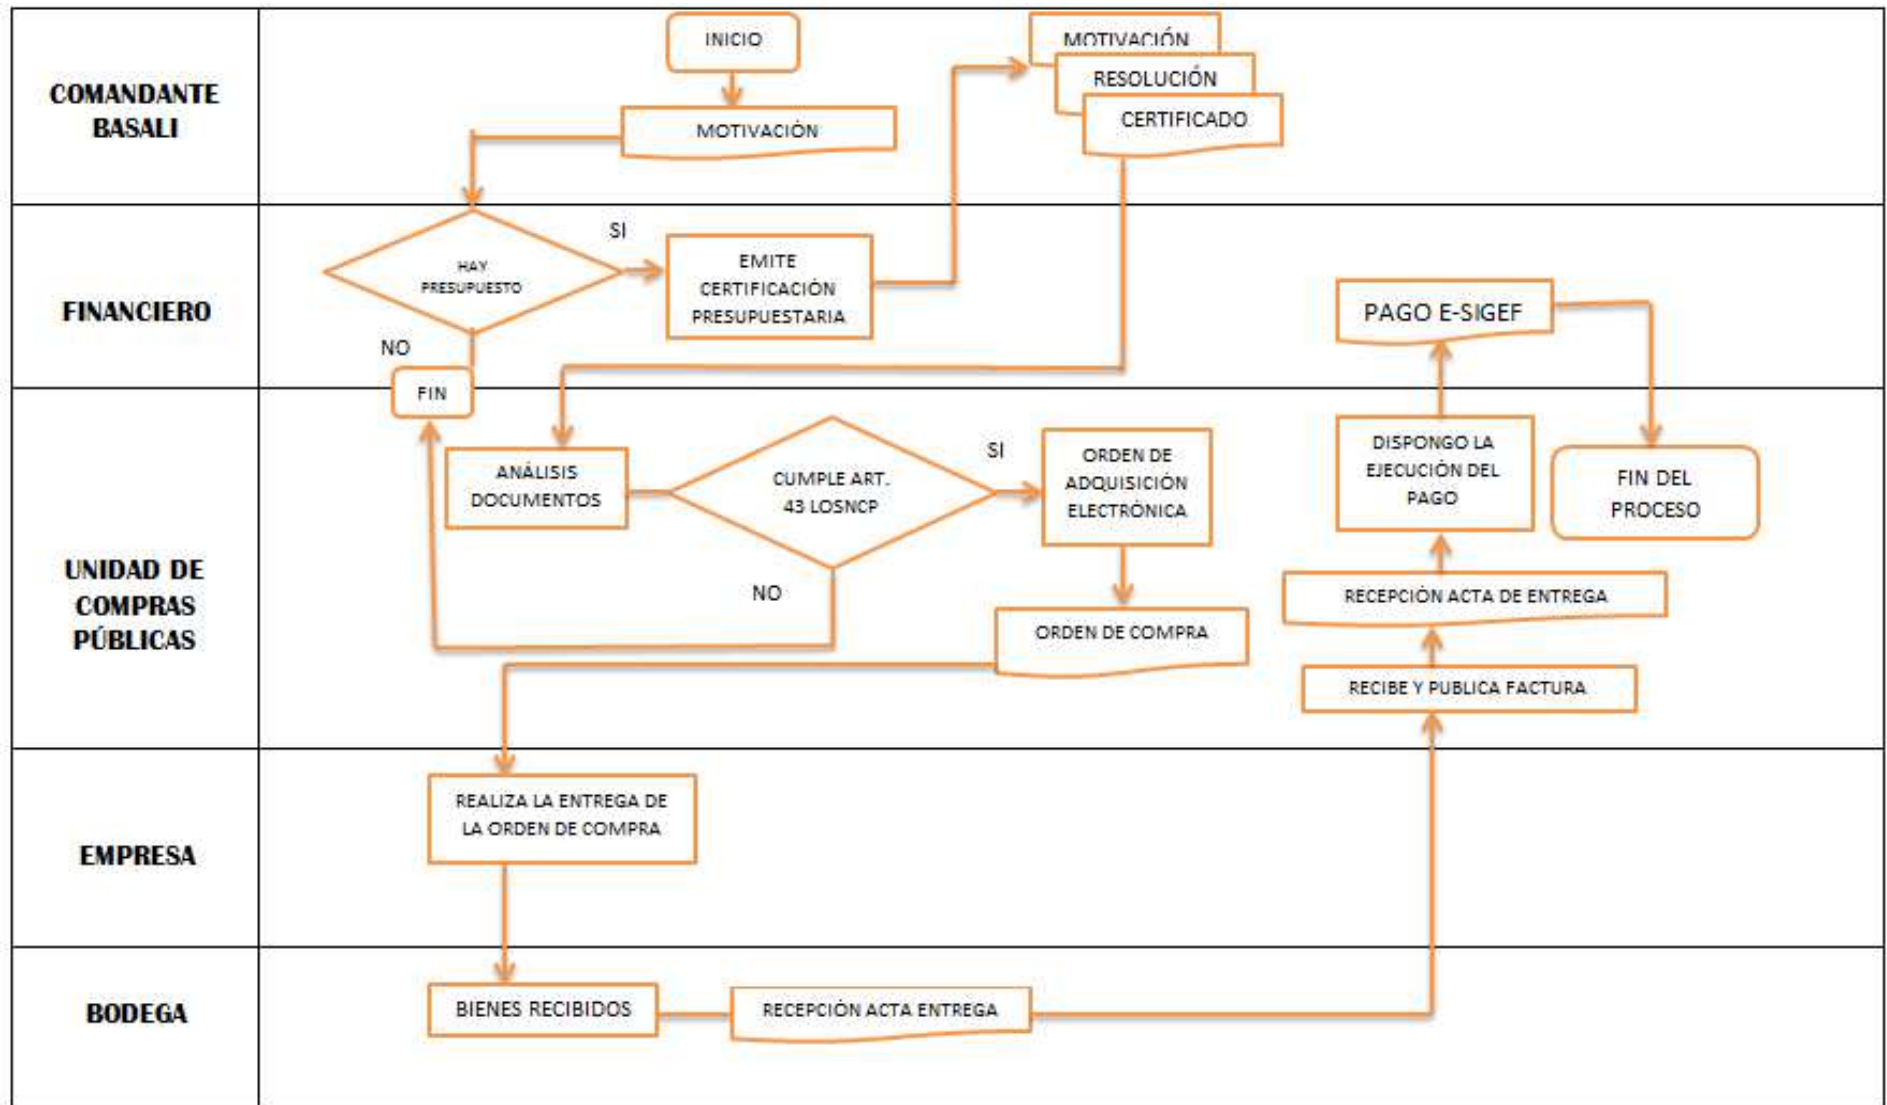 COMANDANTE
BASALI
INICIO
MOTIVACIÓN
MOTIVACIÓN
RESOLUCIÓN
CERTIFICADO
FINANCIERO
HAY
PRESUPUESTO
SI
NO
EMITE
CERTIFICACIÓN
PRESUPUESTARIA
PAGO E-SIGEF
FIN
UNIDAD DE
COMPRAS
PÚBLICAS
ANÁLISIS
DOCUMENTOS
CUMPLE ART.
43 LOSNCP
SI
NO
ORDEN DE
ADQUISICIÓN
ELECTRÓNICA
ORDEN DE COMPRA
DISPONGO LA
EJECUCIÓN DEL
PAGO
FIN DEL
PROCESO
RECEPCIÓN ACTA DE ENTREGA
RECIBE Y PUBLICA FACTURA
EMPRESA
REALIZA LA ENTREGA DE
LA ORDEN DE COMPRA
BODEGA
BIENES RECIBIDOS
RECEPCIÓN ACTA ENTREGA